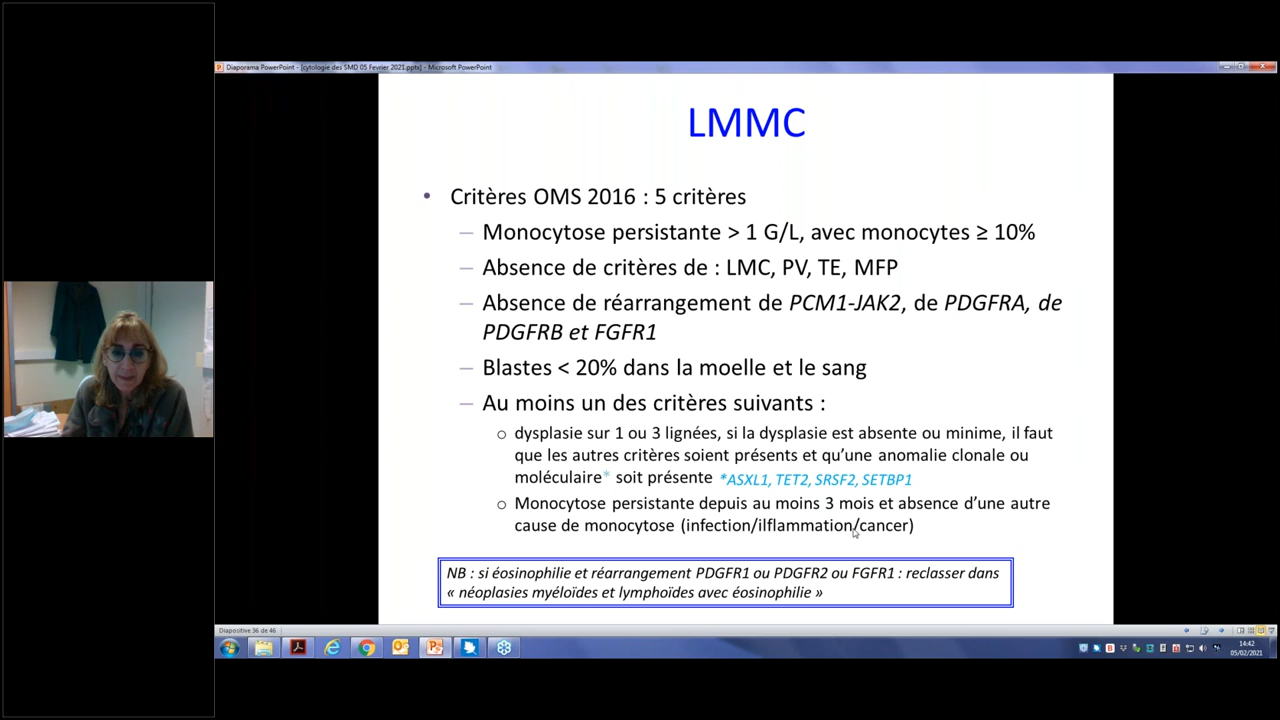 Diaporama PowerPoint - [cytologie des SMD 05 Fevrier 2021.pptx] - Microsoft PowerPoint
LMMC
• Critères OMS 2016 : 5 critères
– Monocytose persistante > 1 G/L, avec monocytes ≥ 10%
– Absence de critères de : LMC, PV, TE, MFP
– Absence de réarrangement de PCM1-JAK2, de PDGFRA, de
PDGFRB et FGFR1
– Blastes < 20% dans la moelle et le sang
– Au moins un des critères suivants :
o dysplasie sur 1 ou 3 lignées, si la dysplasie est absente ou minime, il faut
que les autres critères soient présents et qu’une anomalie clonale ou
moléculaire* soit présente *ASXL1, TET2, SRSF2, SETBP1
o Monocytose persistante depuis au moins 3 mois et absence d’une autre
cause de monocytose (infection/ilflammation/cancer)
NB : si éosinophilie et réarrangement PDGFR1 ou PDGFR2 ou FGFR1 : reclasser dans
« néoplasies myéloïdes et lymphoïdes avec éosinophilie »
Diapositive 36 de 46
14:42
05/02/2021